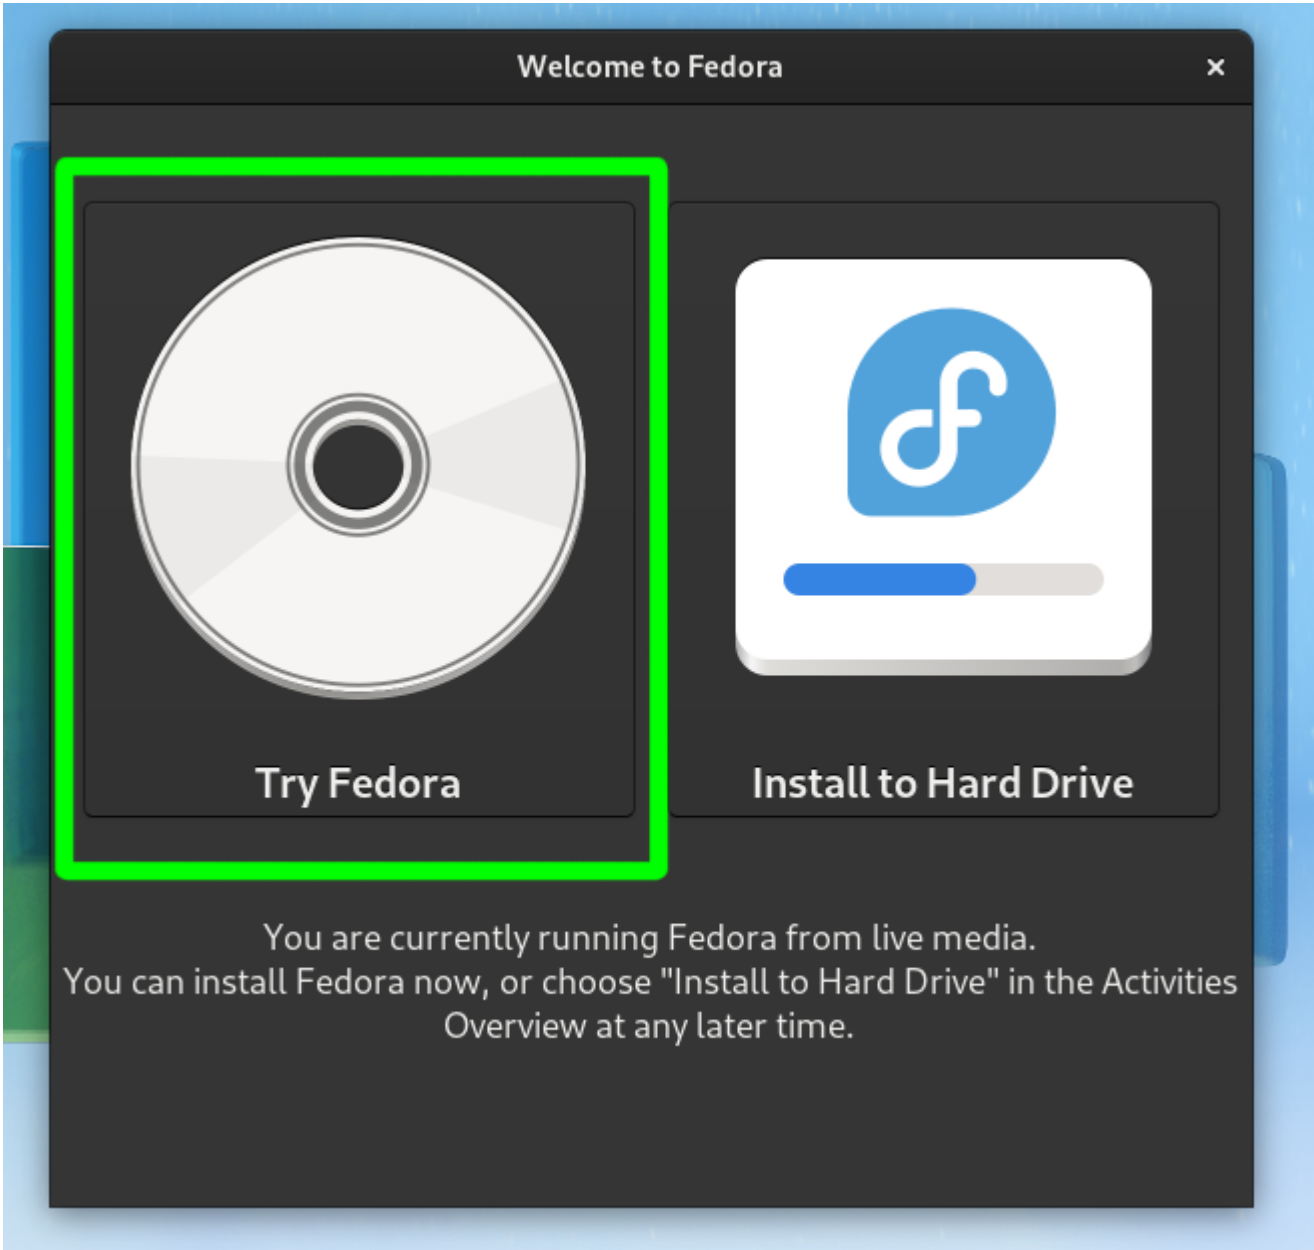 Welcome to Fedora
Try Fedora
Install to Hard Drive
You are currently running Fedora from live media.
You can install Fedora now, or choose "Install to Hard Drive" in the Activities
Overview at any later time.